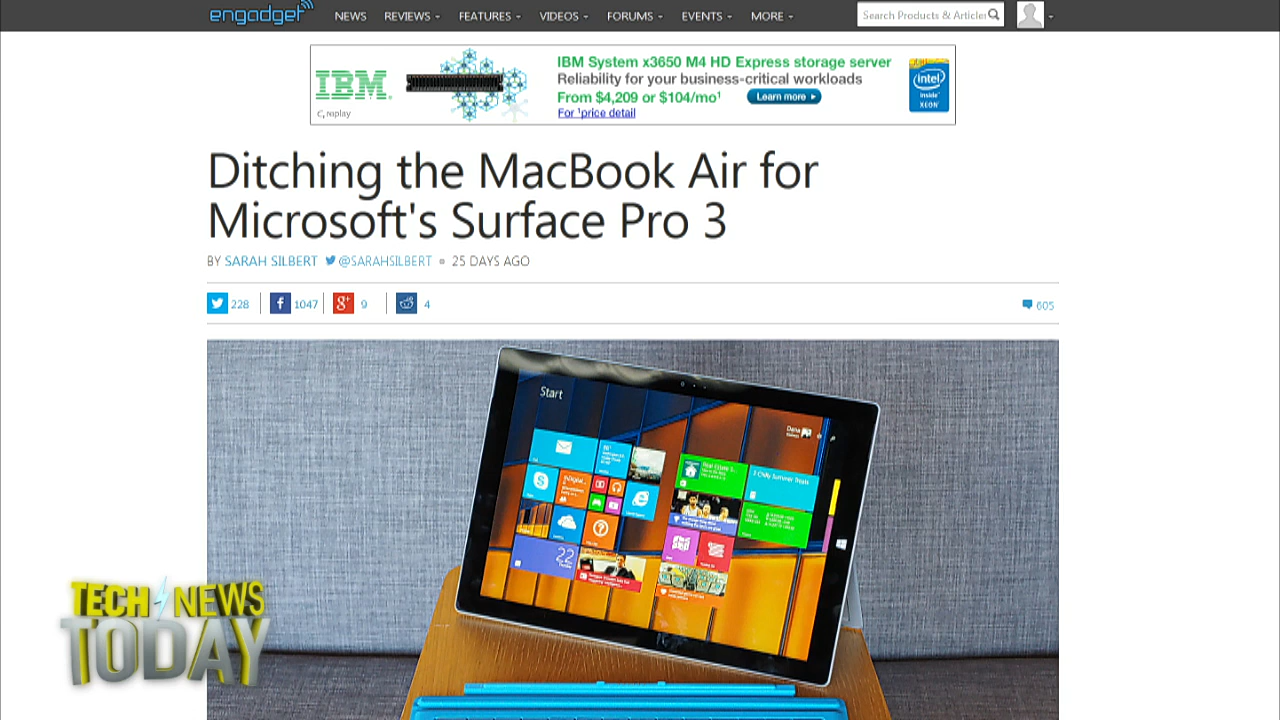 engadget NEWS REVIEWS FEATURES VIDEOS FORUMS EVENTS MORE Search Products & Article
IBM System x3650 M4 HD Express storage server
IBM. Reliability for your business-critical workloads intel
From $4,209 or $104/mo¹ Learn more inside™
replay For ¹price detail XEON®
Ditching the MacBook Air for
Microsoft's Surface Pro 3
BY SARAH SILBERT @SARAHSILBERT 25 DAYS AGO
228 f 1047 g+ 9 4 605
Start
22
TECH NEWS
TODAY